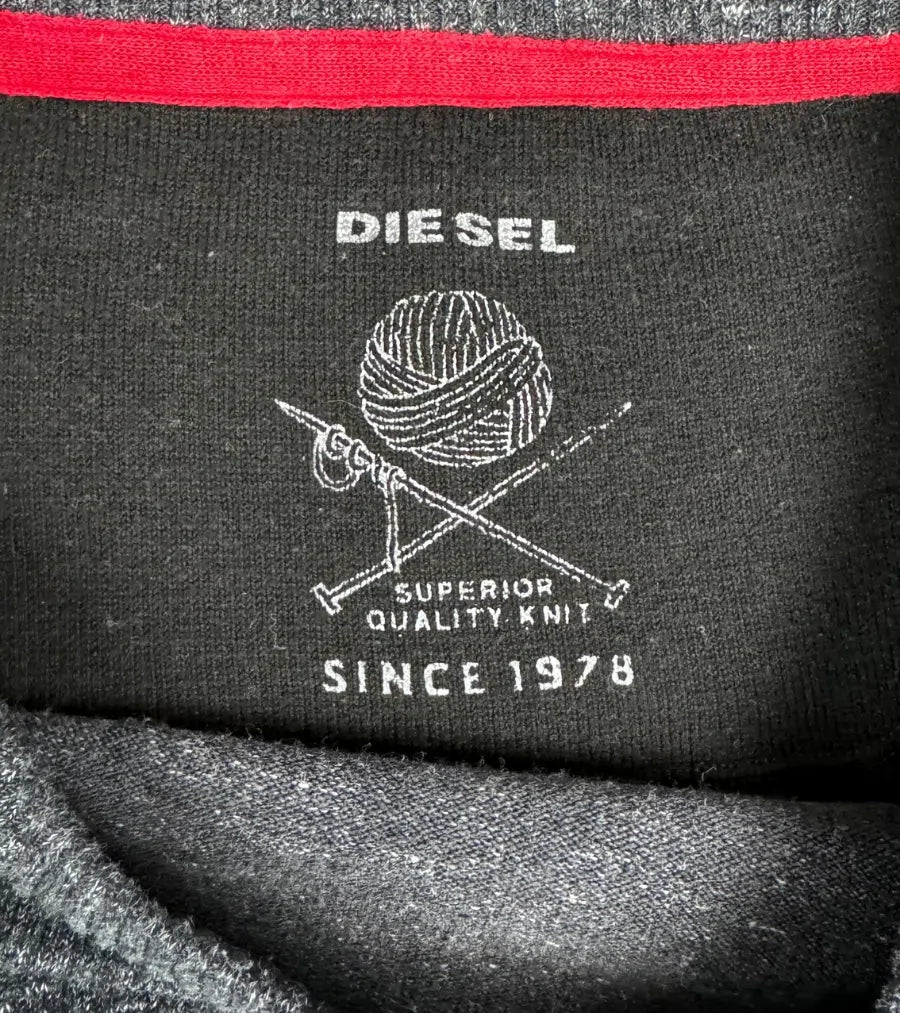 DIESEL
SUPERIOR
QUALITY KNIT
SINCE 1978